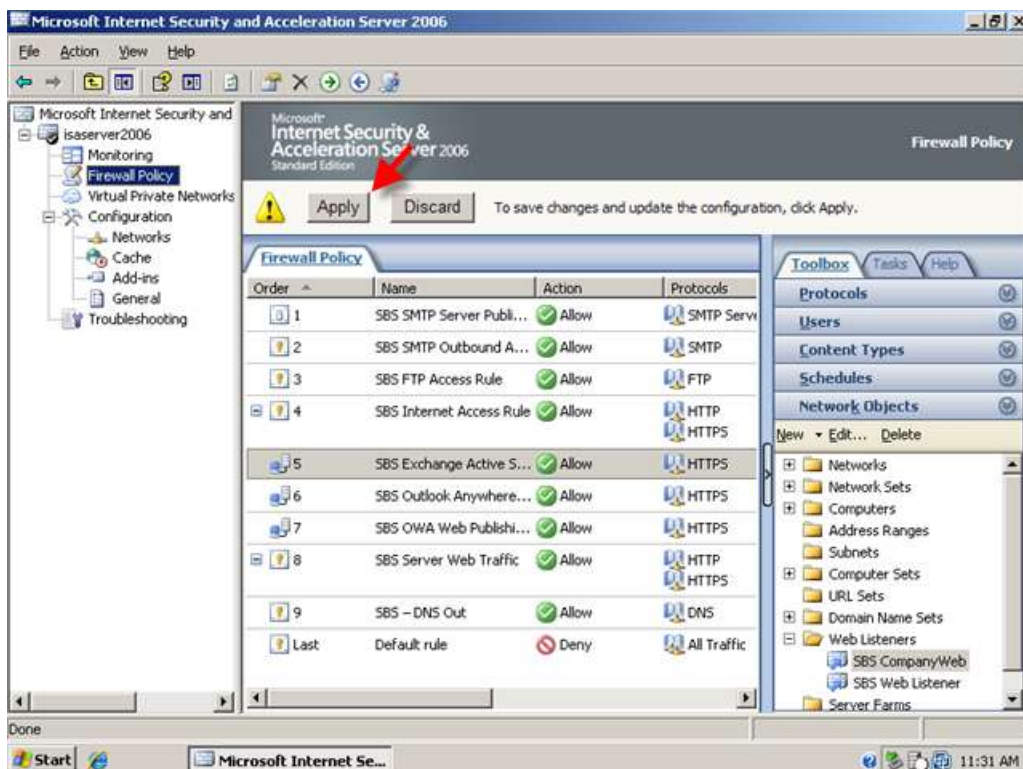 Microsoft Internet Security and Acceleration Server 2006
File Action View Help
Microsoft Internet Security and
isaserver2006
Monitoring
Firewall Policy
Virtual Private Networks
Configuration
Networks
Cache
Add-ins
General
Troubleshooting
Microsoft
Internet Security &
Acceleration Server 2006
Standard Edition
Firewall Policy
Apply Discard To save changes and update the configuration, click Apply.
Firewall Policy
Order Name Action Protocols
1 SBS SMTP Server Publi... Allow SMTP Serve
2 SBS SMTP Outbound A... Allow SMTP
3 SBS FTP Access Rule Allow FTP
4 SBS Internet Access Rule Allow HTTP
HTTPS
5 SBS Exchange Active S... Allow HTTPS
6 SBS Outlook Anywhere... Allow HTTPS
7 SBS OWA Web Publishi... Allow HTTPS
8 SBS Server Web Traffic Allow HTTP
HTTPS
9 SBS – DNS Out Allow DNS
Last Default rule Deny All Traffic
Toolbox Tasks Help
Protocols
Users
Content Types
Schedules
Network Objects
New Edit... Delete
Networks
Network Sets
Computers
Address Ranges
Subnets
Computer Sets
URL Sets
Domain Name Sets
Web Listeners
SBS CompanyWeb
SBS Web Listener
Server Farms
Done
Start Microsoft Internet Se... 11:31 AM